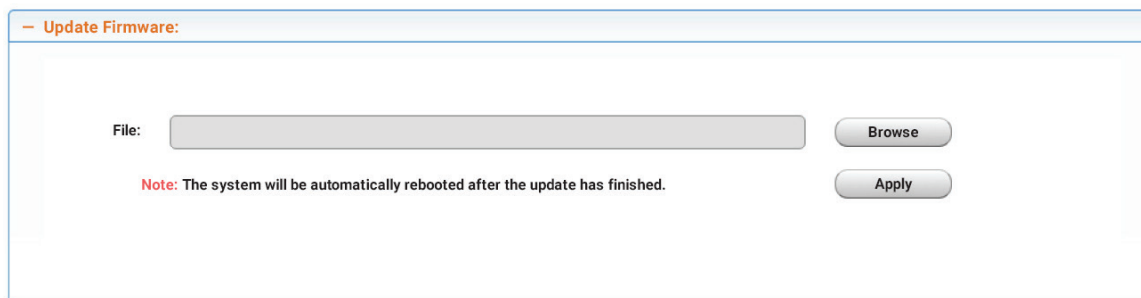 − Update Firmware:
File:
Browse
Note: The system will be automatically rebooted after the update has finished.
Apply